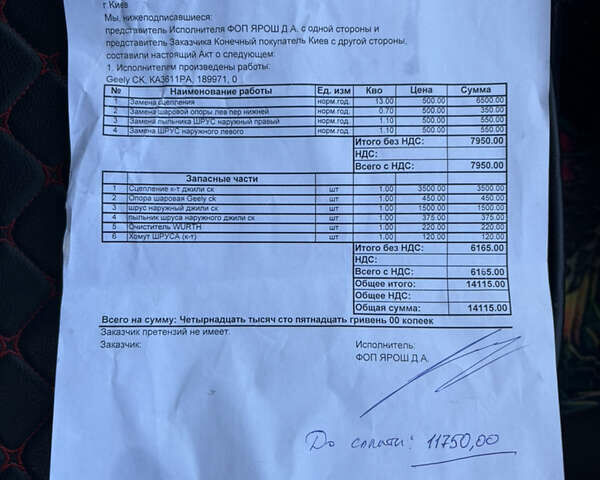 г.Киев
Мы, нижеподписавшиеся:
представитель Исполнителя ФОП ЯРОШ Д.А. с одной стороны и
представитель Заказчика Конечный покупатель Киев с другой стороны,
составили настоящий Акт о следующем:
1. Исполнителем произведены работы:
Geely CK, KA3611PA, 189971, 0
№ Наименование работы Ед. изм Кво Цена Сумма
1 Замена сцепления норм.год. 13.00 500.00 6500.00
2 Замена шаровой опоры лев пер нижней норм.год. 0.70 500.00 350.00
3 Замена пыльника ШРУС наружный правый норм.год. 1.10 500.00 550.00
4 Замена ШРУС наружного левого норм.год. 1.10 500.00 550.00
Итого без НДС: 7950.00
НДС:
Всего с НДС: 7950.00
Запасные части
1 Сцепление к-т джили ск шт 1.00 3500.00 3500.00
2 Опора шаровая Geely ck шт 1.00 450.00 450.00
3 шрус наружный джили ск шт 1.00 1500.00 1500.00
4 пыльник шруса наружного джили ск шт 1.00 375.00 375.00
5 Очиститель WURTH шт 1.00 220.00 220.00
6 Хомут ШРУСа (к-т) шт 1.00 120.00 120.00
Итого без НДС: 6165.00
НДС:
Всего с НДС: 6165.00
Общее итого: 14115.00
Общее НДС:
Общая сумма: 14115.00
Всего на сумму: Четырнадцать тысяч сто пятнадцать гривень 00 копеек
Заказчик претензий не имеет.
Заказчик: Исполнитель:
ФОП ЯРОШ Д.А.
До сплати: 11750,00